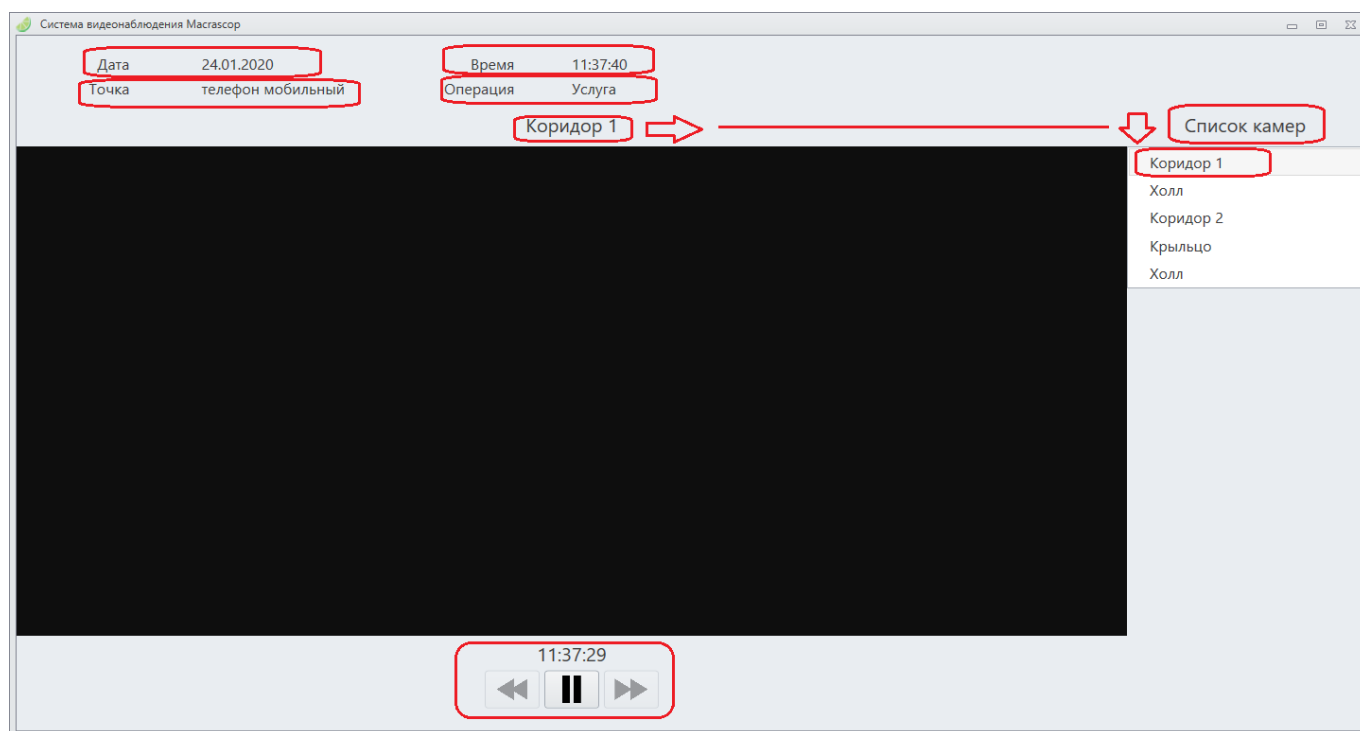 Система видеонаблюдения Macrascop
Дата 24.01.2020 Время 11:37:40
Точка телефон мобильный Операция Услуга
Коридор 1 Список камер
Коридор 1
Холл
Коридор 2
Крыльцо
Холл
11:37:29